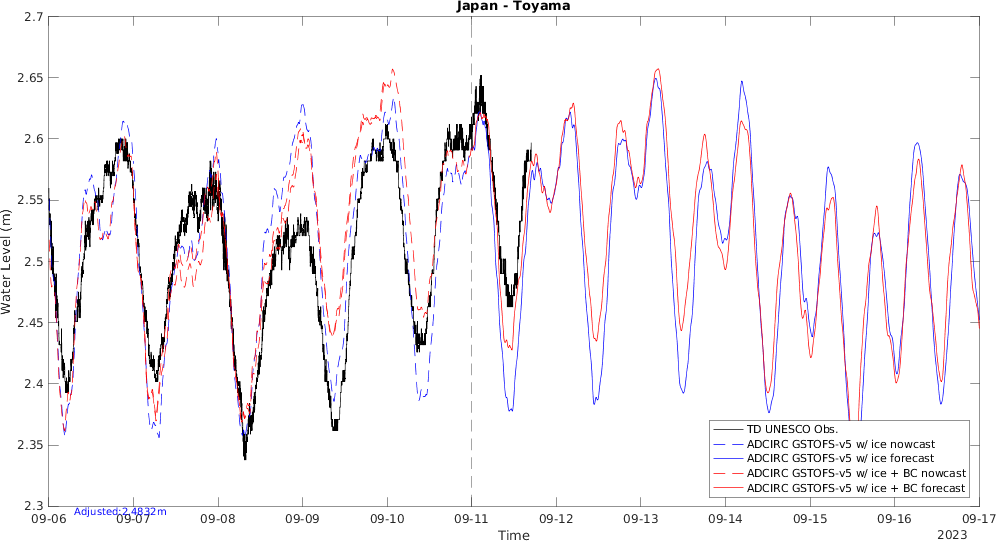 Japan - Toyama
2.7
2.65
2.6
2.55
2.5
2.45
2.4
2.35
2.3
Water Level (m)
TD UNESCO Obs.
ADCIRC GSTOFS-v5 w/ ice nowcast
ADCIRC GSTOFS-v5 w/ ice forecast
ADCIRC GSTOFS-v5 w/ ice + BC nowcast
ADCIRC GSTOFS-v5 w/ ice + BC forecast
Adjusted:2.4832m
09-06 09-07 09-08 09-09 09-10 09-11 09-12 09-13 09-14 09-15 09-16 09-17
Time
2023